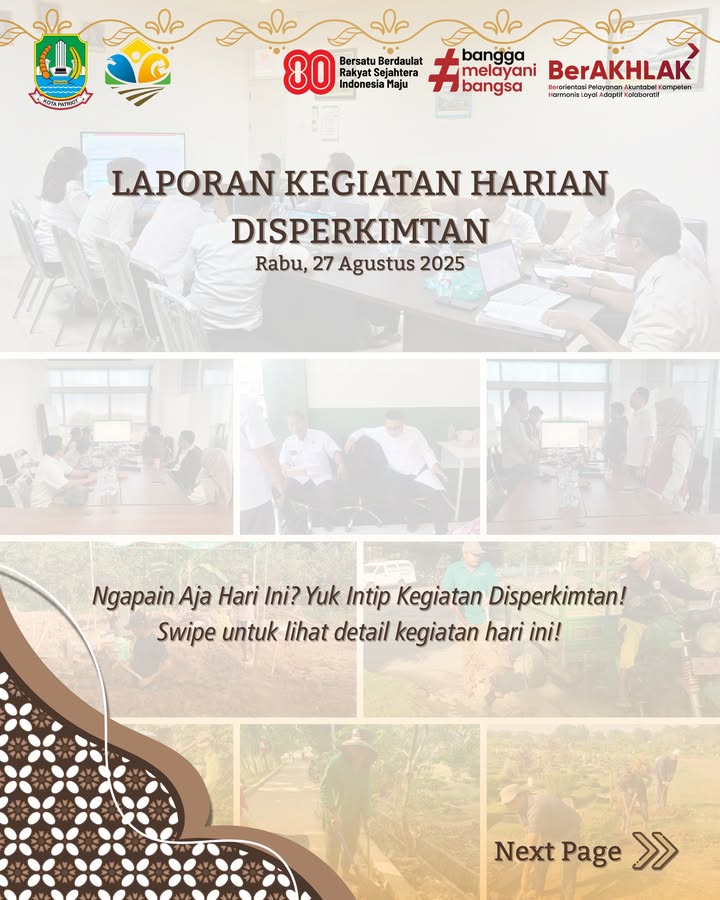 KOTA PATRIOT
80
Bersatu Berdaulat
Rakyat Sejahtera
Indonesia Maju
#bangga
melayani
bangsa
BerAKHLAK
Berorientasi Pelayanan Akuntabel Kompeten
Harmonis Loyal Adaptif Kolaboratif
LAPORAN KEGIATAN HARIAN
DISPERKIMTAN
Rabu, 27 Agustus 2025
Ngapain Aja Hari Ini? Yuk Intip Kegiatan Disperkimtan!
Swipe untuk lihat detail kegiatan hari ini!
Next Page